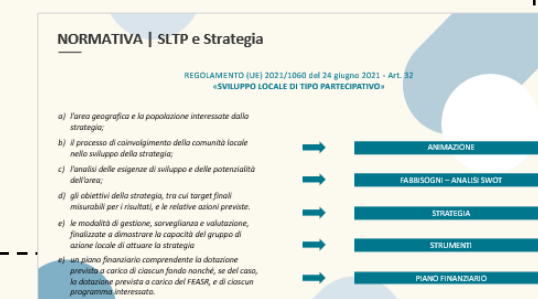 NORMATIVA | SLTP e Strategia
REGOLAMENTO (UE) 2021/1060 del 24 giugno 2021 - Art. 32
«SVILUPPO LOCALE DI TIPO PARTECIPATIVO»
a) l'area geografica e la popolazione interessate dalla
strategia;
b) il processo di coinvolgimento della comunità locale
nello sviluppo della strategia;
ANIMAZIONE
c) l'analisi delle esigenze di sviluppo e delle potenzialità
dell'area;
FABBISOGNI – ANALISI SWOT
d) gli obiettivi della strategia, tra cui target finali
misurabili per i risultati, e le relative azioni previste.
STRATEGIA
e) le modalità di gestione, sorveglianza e valutazione,
finalizzate a dimostrare la capacità del gruppo di
azione locale di attuare la strategia
STRUMENTI
e) un piano finanziario comprendente la dotazione
prevista a carico di ciascun fondo nonché, se del caso,
la dotazione prevista a carico del FEASR, e di ciascun
programma interessato.
PIANO FINANZIARIO